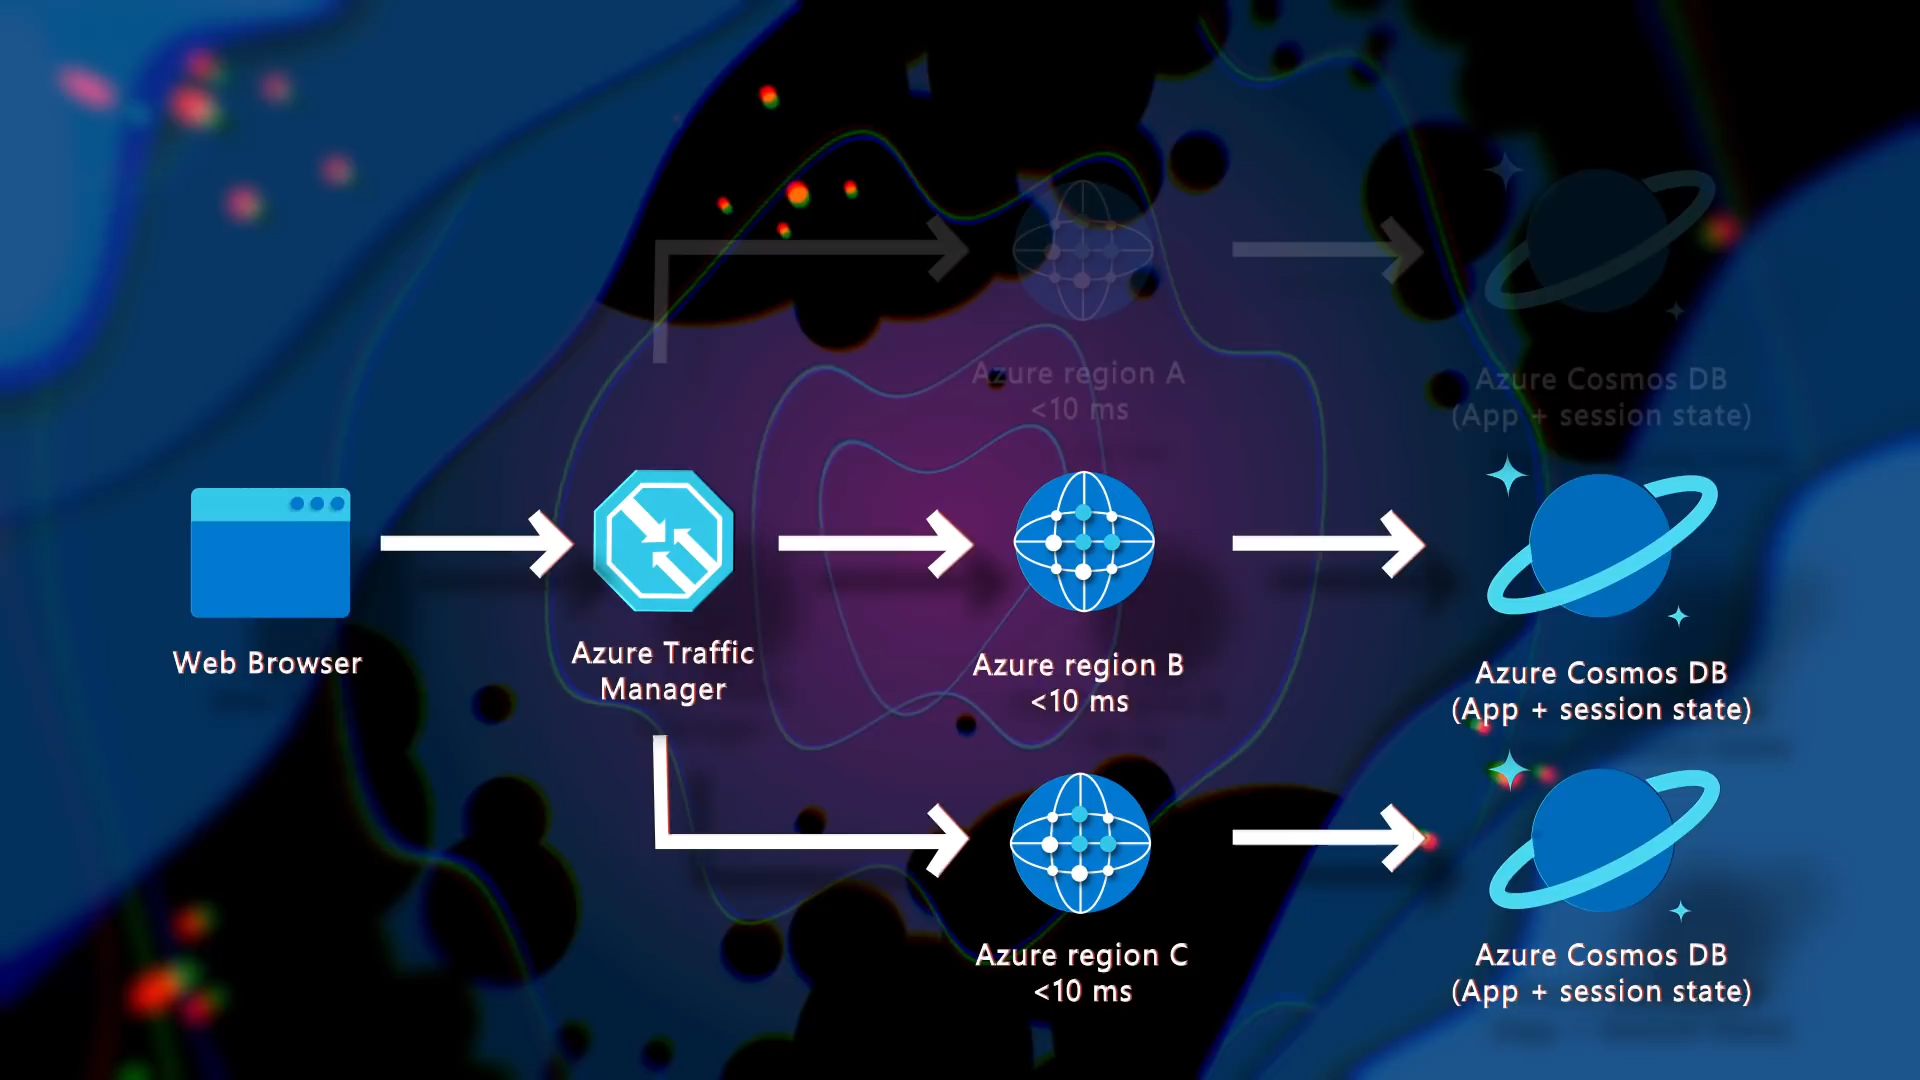 Azure region A
<10 ms
Azure Cosmos DB
(App + session state)
Web Browser
Azure Traffic
Manager
Azure region B
<10 ms
Azure Cosmos DB
(App + session state)
Azure region C
<10 ms
Azure Cosmos DB
(App + session state)